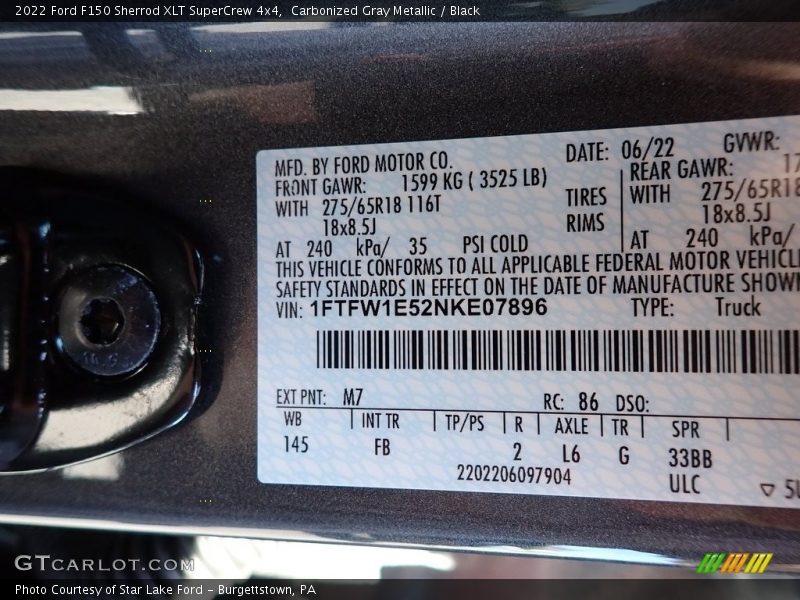 2022 Ford F150 Sherrod XLT SuperCrew 4x4, Carbonized Gray Metallic / Black
MFD. BY FORD MOTOR CO. DATE: 06/22 GVWR:
FRONT GAWR: 1599 KG ( 3525 LB) REAR GAWR: 17
WITH 275/65R18 116T TIRES WITH 275/65R18
18x8.5J RIMS 18x8.5J
AT 240 kPa/ 35 PSI COLD AT 240 kPa/
THIS VEHICLE CONFORMS TO ALL APPLICABLE FEDERAL MOTOR VEHICL
SAFETY STANDARDS IN EFFECT ON THE DATE OF MANUFACTURE SHOWN
VIN: 1FTFW1E52NKE07896 TYPE: Truck
EXT PNT: M7 RC: 86 DSO:
WB INT TR TP/PS R AXLE TR SPR
145 FB 2 L6 G 33BB
2202206097904 ULC ▽ 5U
GTCARLOT.COM
Photo Courtesy of Star Lake Ford - Burgettstown, PA